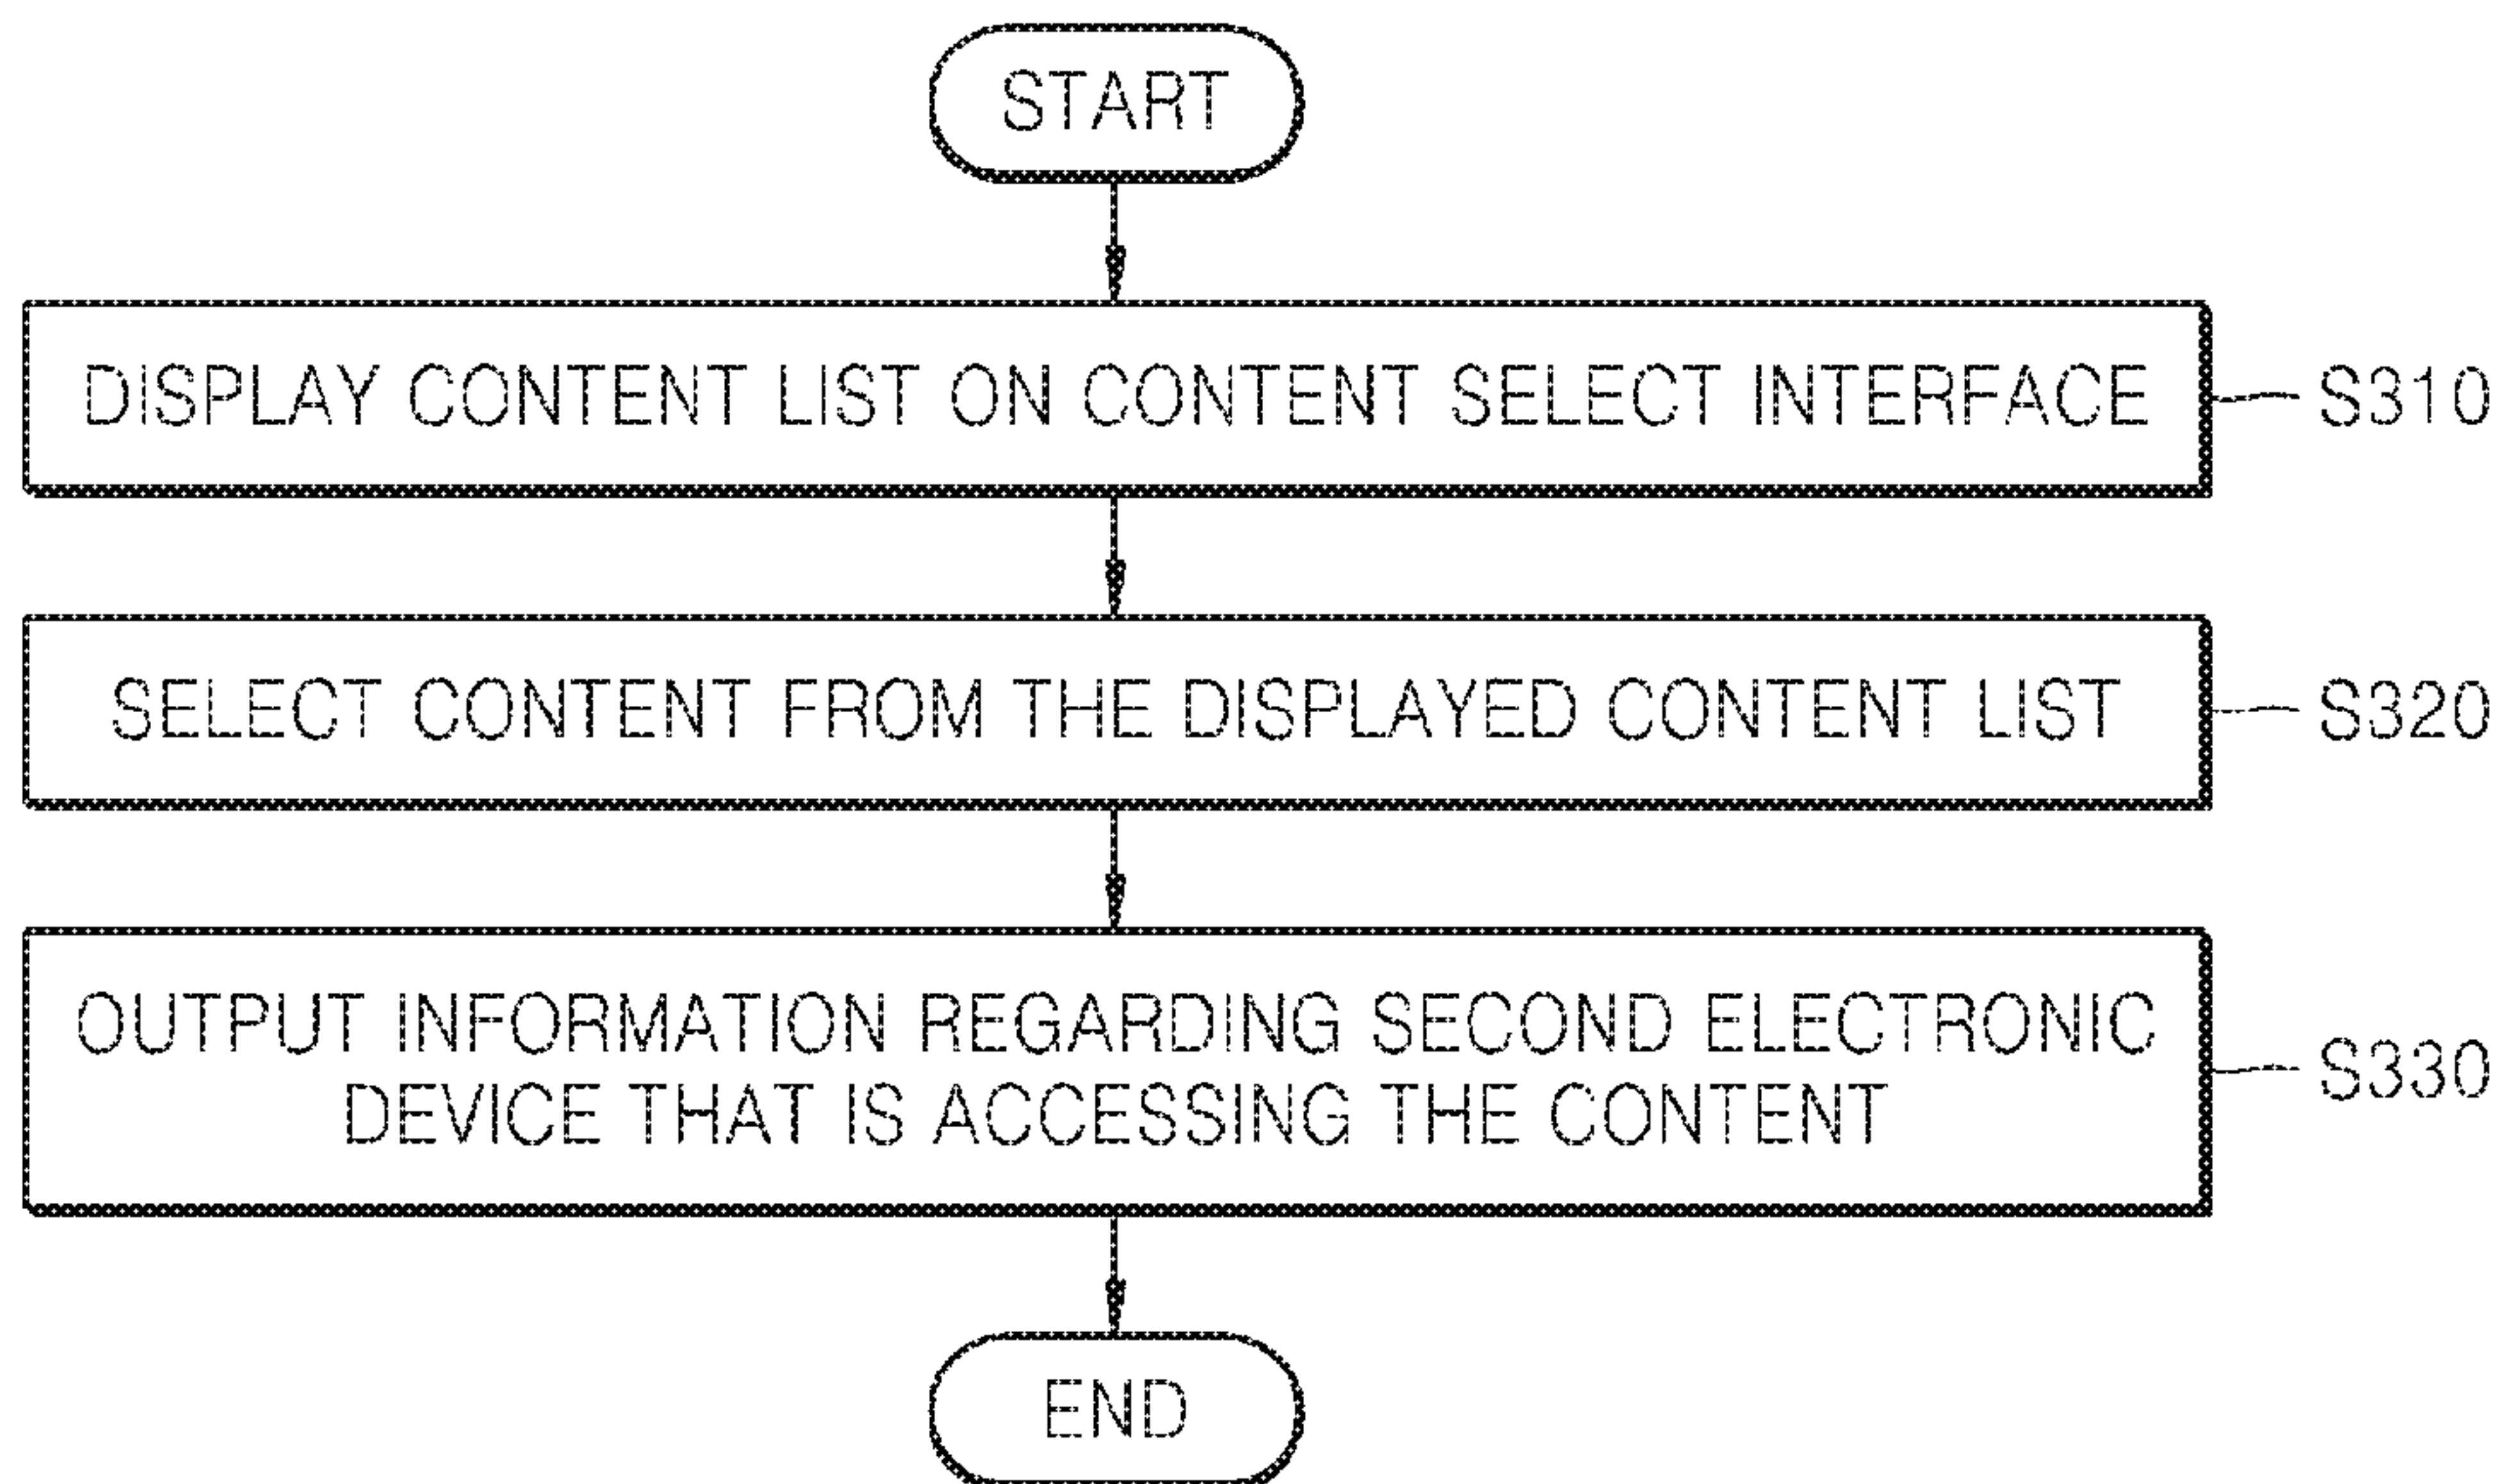 START
DISPLAY CONTENT LIST ON CONTENT SELECT INTERFACE
S310
SELECT CONTENT FROM THE DISPLAYED CONTENT LIST
S320
OUTPUT INFORMATION REGARDING SECOND ELECTRONIC
DEVICE THAT IS ACCESSING THE CONTENT
S330
END